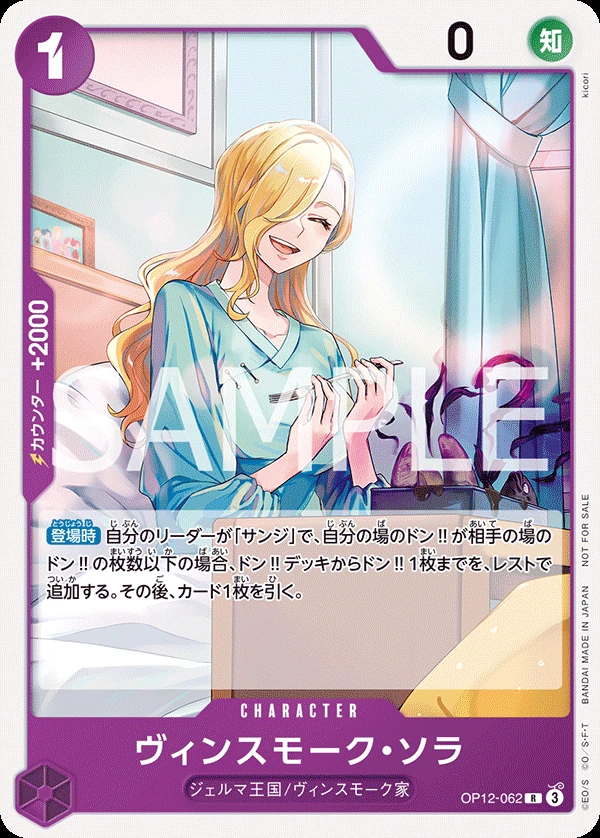 1
0
知
kicori
カウンター +2000
SAMPLE
登場時 自分のリーダーが「サンジ」で、自分の場のドン!!が相手の場の
ドン!!の枚数以下の場合、ドン!!デッキからドン!!1枚までを、レストで
追加する。その後、カード1枚を引く。
CHARACTER
ヴィンスモーク・ソラ
ジェルマ王国/ヴィンスモーク家
OP12-062 R 3
©E.O/S ©O/S・F・T BANDAI MADE IN JAPAN NOT FOR SALE